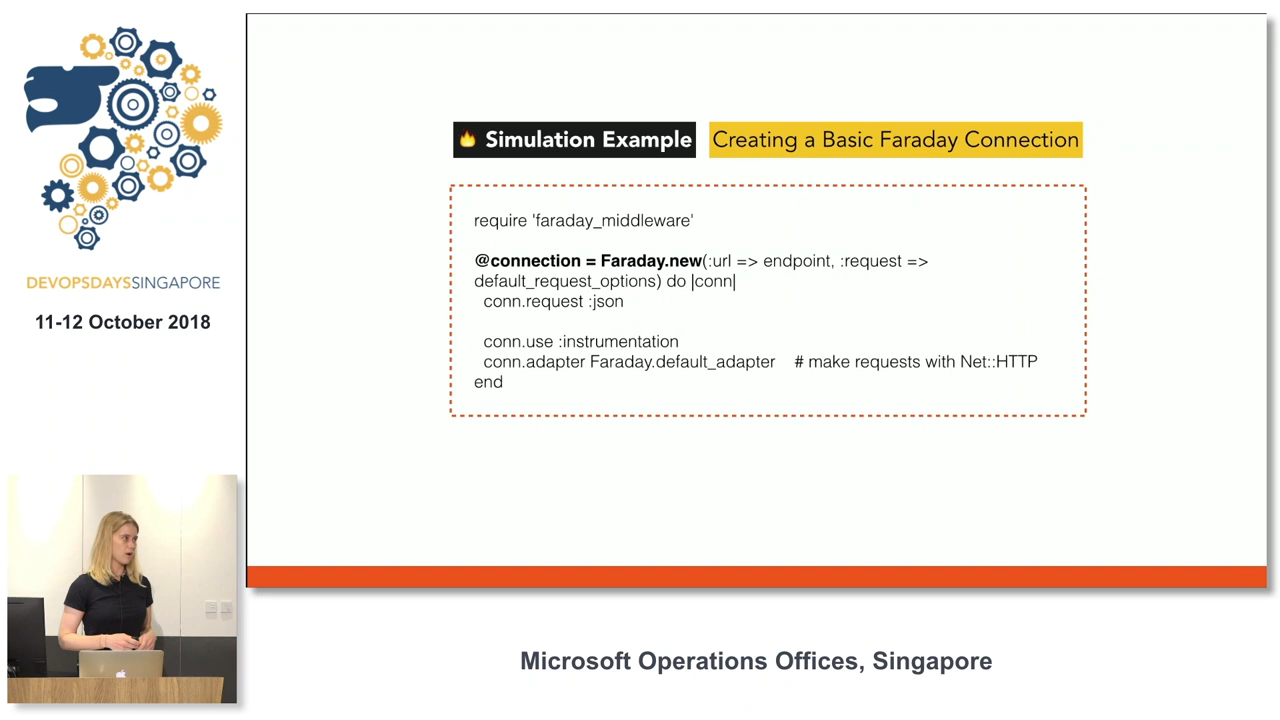 DEVOPSDAYSSINGAPORE
11-12 October 2018
🔥 Simulation Example Creating a Basic Faraday Connection
require 'faraday_middleware'
@connection = Faraday.new(:url => endpoint, :request =>
default_request_options) do |conn|
conn.request :json
conn.use :instrumentation
conn.adapter Faraday.default_adapter # make requests with Net::HTTP
end
Microsoft Operations Offices, Singapore